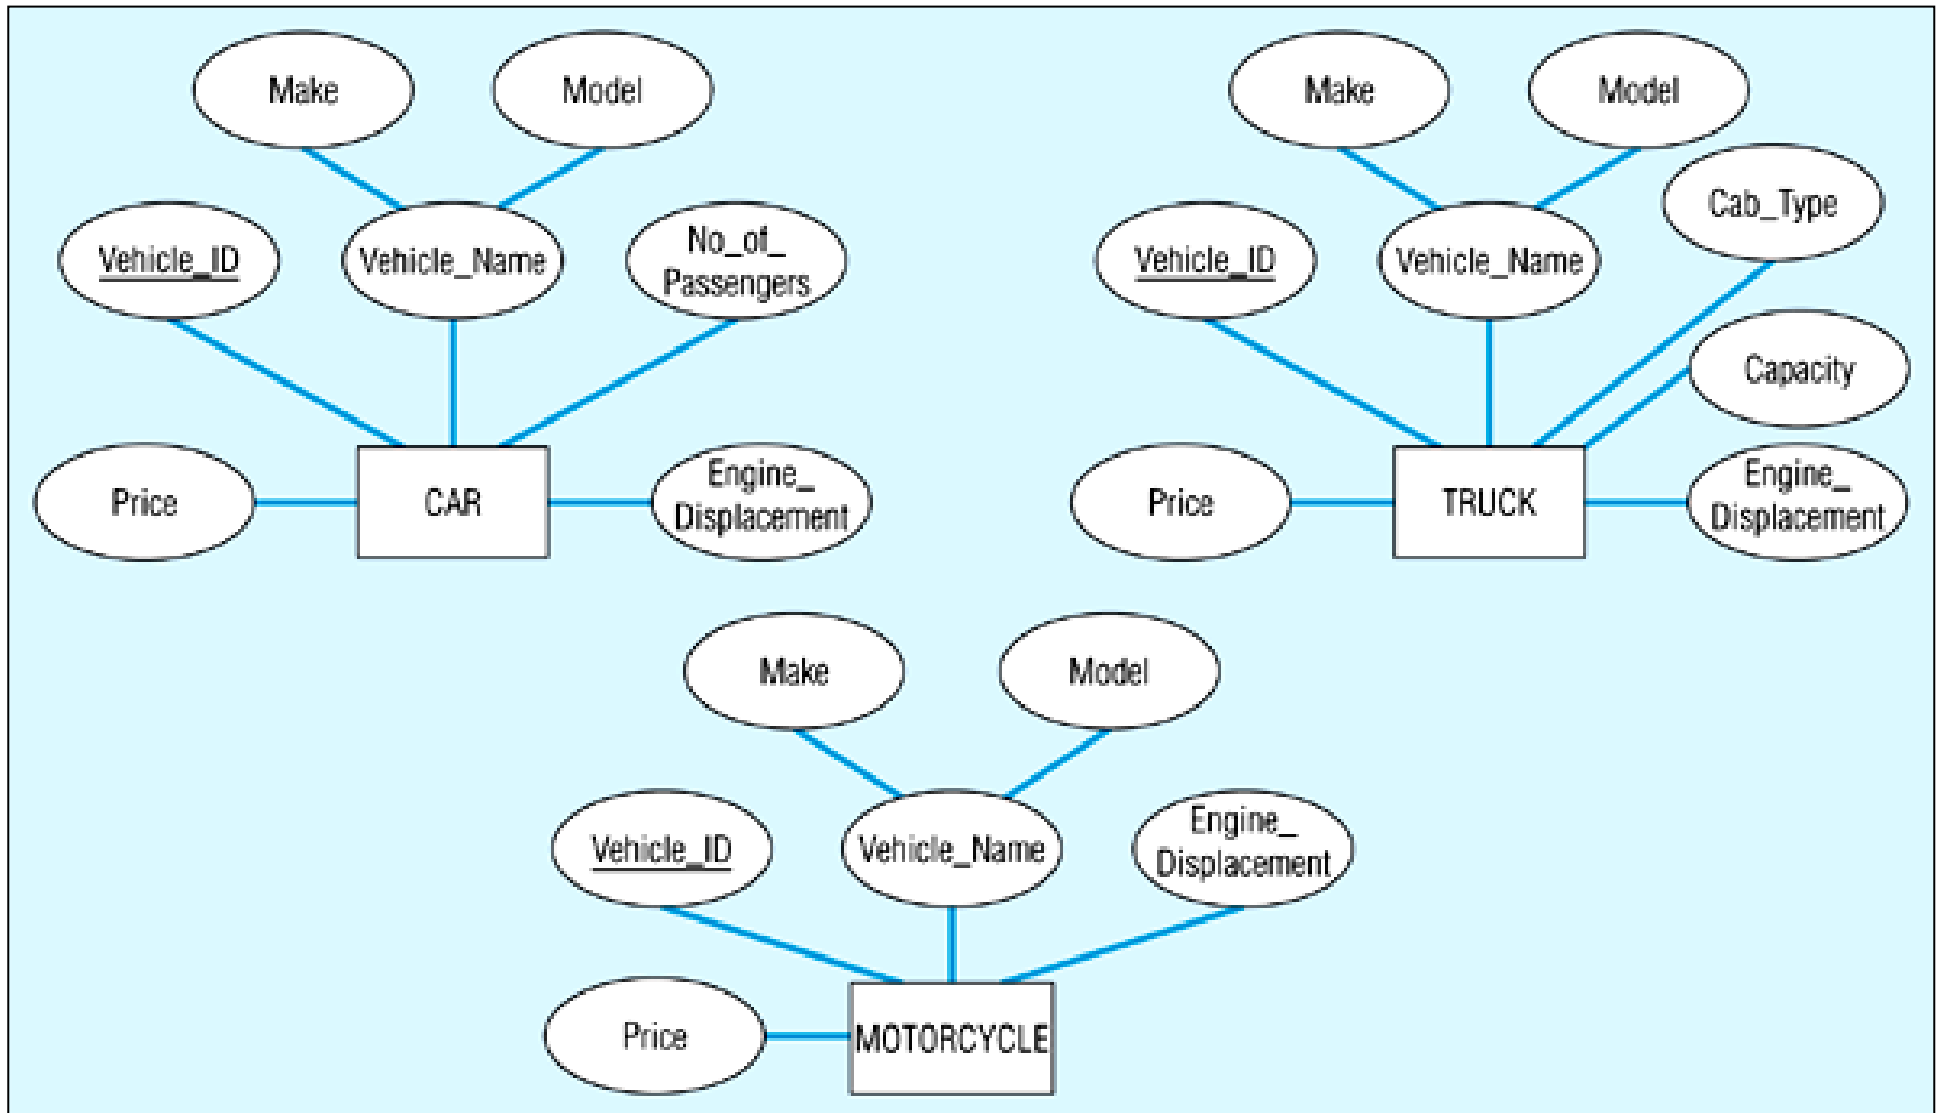 Make
Model
Vehicle_ID
Vehicle_Name
No_of_
Passengers
Price
CAR
Engine_
Displacement
Make
Model
Cab_Type
Vehicle_ID
Vehicle_Name
Capacity
Price
TRUCK
Engine_
Displacement
Make
Model
Vehicle_ID
Vehicle_Name
Engine_
Displacement
Price
MOTORCYCLE